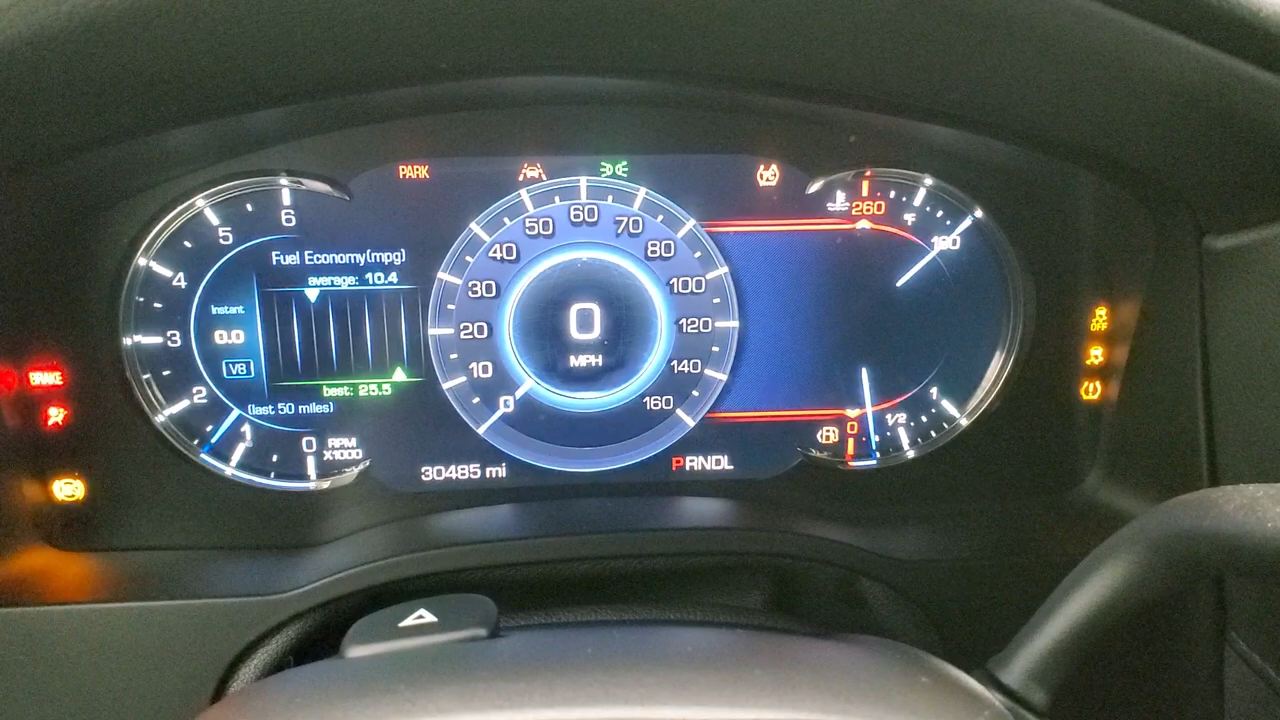 PARK
6
5
4
3
2
1
0
RPM
X1000
Fuel Economy(mpg)
average: 10.4
Instant
0.0
V8
best: 25.5
(last 50 miles)
0
10
20
30
40
50
60
70
80
100
120
140
160
0
MPH
30485 mi
PRNDL
260
°F
190
1
1/2
0
BRAKE
ABS
OFF